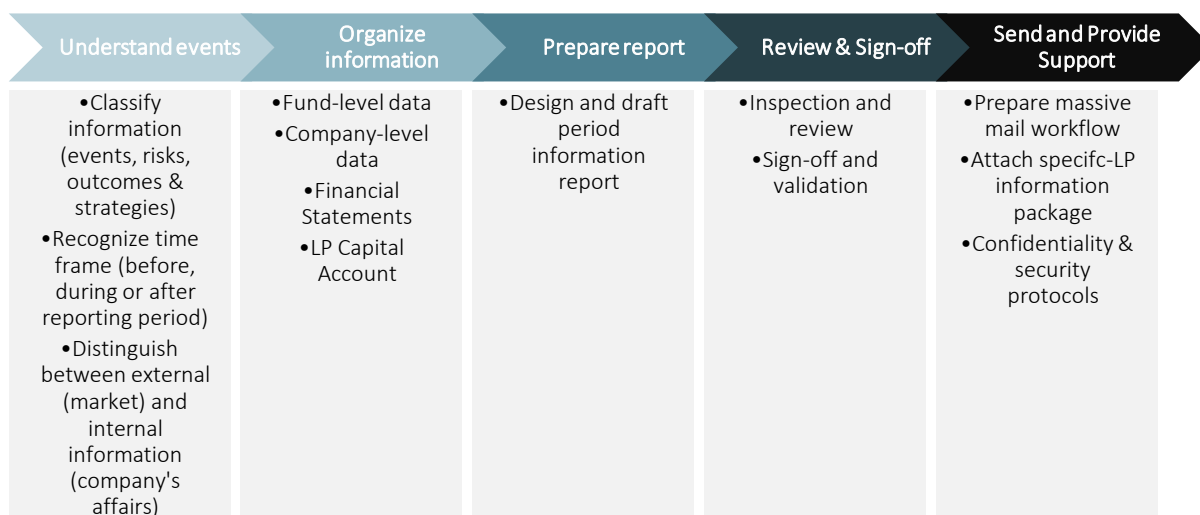 Understand events
•Classify
information
(events, risks,
outcomes &
strategies)
•Recognize time
frame (before,
during or after
reporting period)
•Distinguish
between external
(market) and
internal
information
(company's
affairs)
Organize
information
•Fund-level data
•Company-level
data
•Financial
Statements
•LP Capital
Account
Prepare report
•Design and draft
period
information
report
Review & Sign-off
•Inspection and
review
•Sign-off and
validation
Send and Provide
Support
•Prepare massive
mail workflow
•Attach specifc-LP
information
package
•Confidentiality &
security
protocols